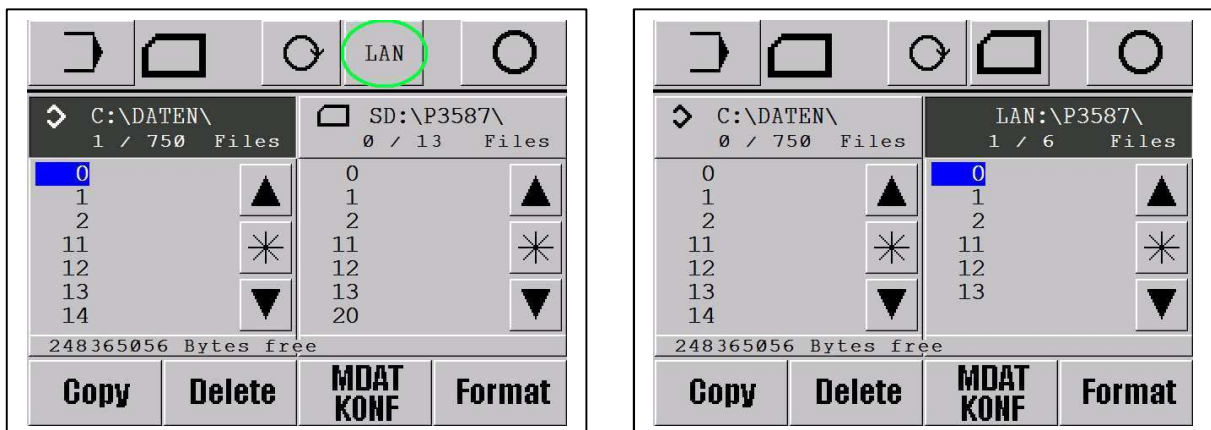 LAN
C:\DATEN\
1 / 750 Files
SD:\P3587\
0 / 13 Files
0
1
2
11
12
13
14
0
1
2
11
12
13
20
248365056 Bytes free
Copy
Delete
MDAT
KONF
Format
C:\DATEN\
0 / 750 Files
LAN:\P3587\
1 / 6 Files
0
1
2
11
12
13
14
0
1
2
11
12
13
248365056 Bytes free
Copy
Delete
MDAT
KONF
Format